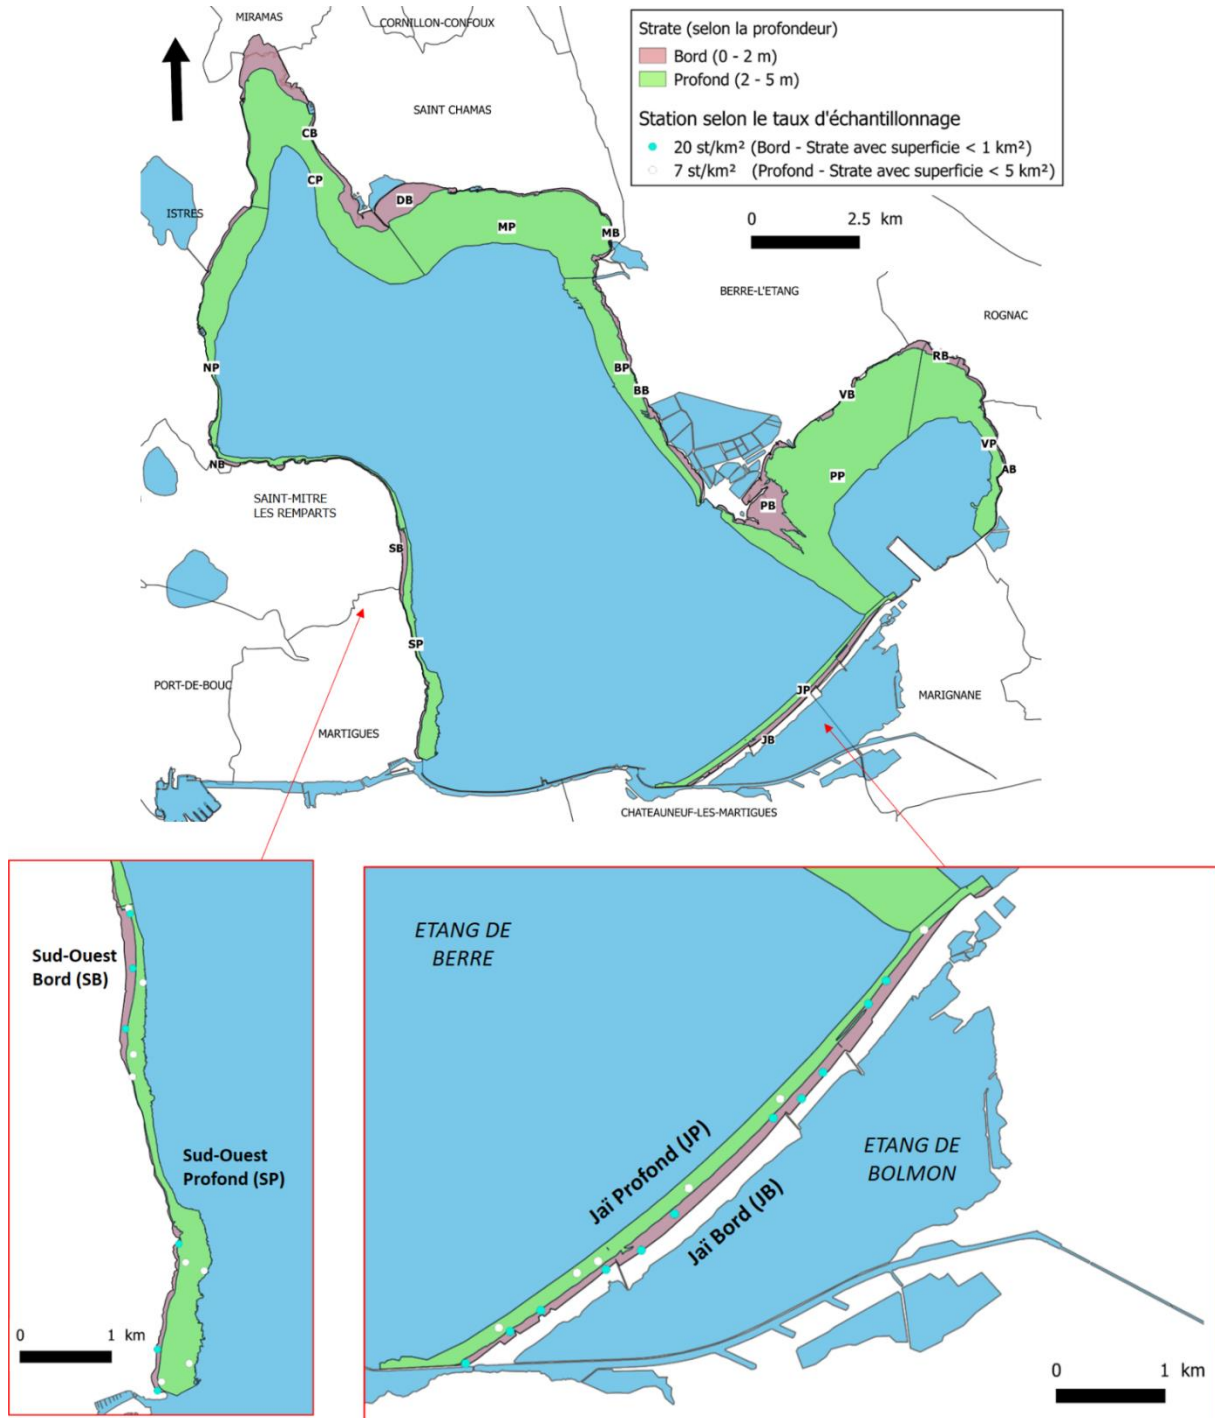 MIRAMAS
CORNILLON-CONFOUX
Strate (selon la profondeur)
Bord (0 - 2 m)
Profond (2 - 5 m)
Station selon le taux d'échantillonnage
20 st/km² (Bord - Strate avec superficie < 1 km²)
7 st/km² (Profond - Strate avec superficie < 5 km²)
SAINT CHAMAS
CB
CP
DB
ISTRES
MP
MB
0 2.5 km
BERRE-L'ETANG
ROGNAC
NP
BP
BB
RB
VB
VP
AB
NB
PP
SAINT-MITRE
LES REMPARTS
PB
SB
SP
PORT-DE-BOUC
JP
MARIGNANE
MARTIGUES
JB
CHATEAUNEUF-LES-MARTIGUES
Sud-Ouest
Bord (SB)
Sud-Ouest
Profond (SP)
0 1 km
ETANG DE
BERRE
Jaï Profond (JP)
Jaï Bord (JB)
ETANG DE
BOLMON
0 1 km